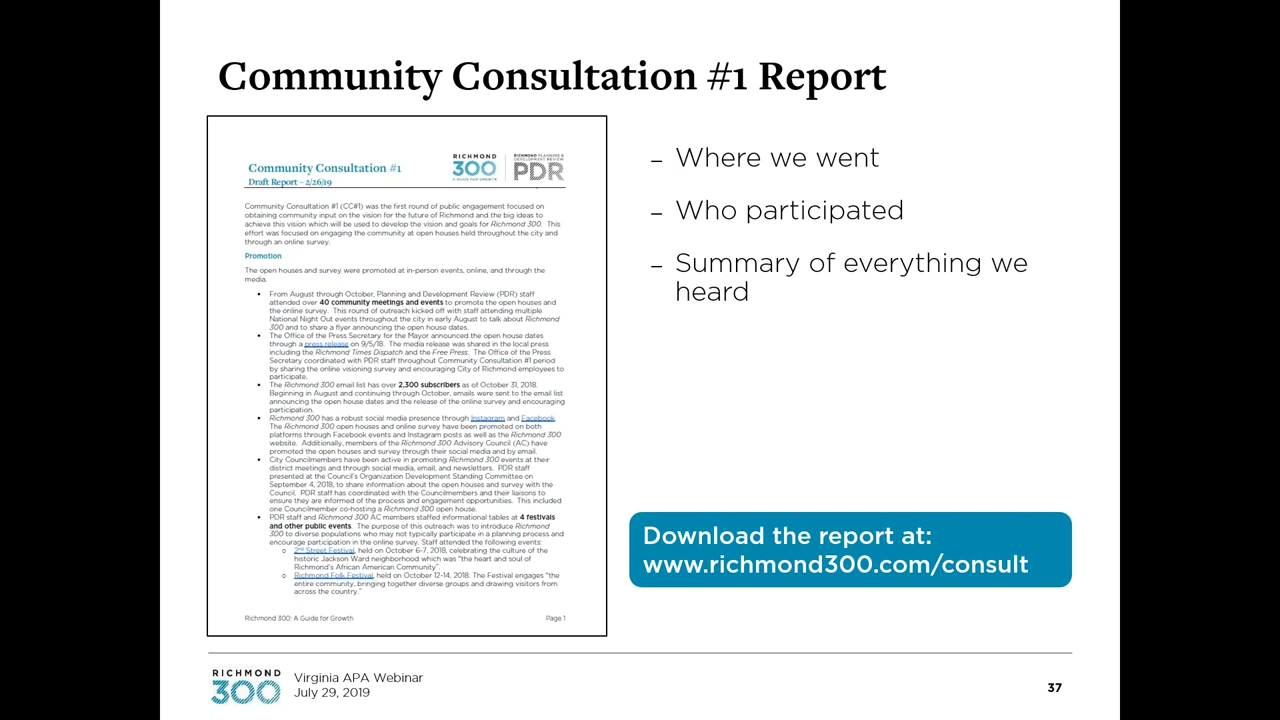 Community Consultation #1 Report
Community Consultation #1
Draft Report – 2/26/19
RICHMOND
300
A GUIDE FOR GROWTH
RICHMOND PLANNING &
DEVELOPMENT REVIEW
PDR
Community Consultation #1 (CC#1) was the first round of public engagement focused on
obtaining community input on the vision for the future of Richmond and the big ideas to
achieve this vision which will be used to develop the vision and goals for Richmond 300. This
effort was focused on engaging the community at open houses held throughout the city and
through an online survey.
Promotion
The open houses and survey were promoted at in-person events, online, and through the
media.
• From August through October, Planning and Development Review (PDR) staff
attended over 40 community meetings and events to promote the open houses and
the online survey. This round of outreach kicked off with staff attending multiple
National Night Out events throughout the city in early August to talk about Richmond
300 and to share a flyer announcing the open house dates.
• The Office of the Press Secretary for the Mayor announced the open house dates
through a press release on 9/5/18. The media release was shared in the local press
including the Richmond Times Dispatch and the Free Press. The Office of the Press
Secretary coordinated with PDR staff throughout Community Consultation #1 period
by sharing the online visioning survey and encouraging City of Richmond employees to
participate.
• The Richmond 300 email list has over 2,300 subscribers as of October 31, 2018.
Beginning in August and continuing through October, emails were sent to the email list
announcing the open house dates and the release of the online survey and encouraging
participation.
• Richmond 300 has a robust social media presence through Instagram and Facebook.
The Richmond 300 open houses and online survey have been promoted on both
platforms through Facebook events and Instagram posts as well as the Richmond 300
website. Additionally, members of the Richmond 300 Advisory Council (AC) have
promoted the open houses and survey through their social media and by email.
• City Councilmembers have been active in promoting Richmond 300 events at their
district meetings and through social media, email, and newsletters. PDR staff
presented at the Council's Organization Development Standing Committee on
September 4, 2018, to share information about the open houses and survey with the
Council. PDR staff has coordinated with the Councilmembers and their liaisons to
ensure they are informed of the process and engagement opportunities. This included
one Councilmember co-hosting a Richmond 300 open house.
• PDR staff and Richmond 300 AC members staffed informational tables at 4 festivals
and other public events. The purpose of this outreach was to introduce Richmond
300 to diverse populations who may not typically participate in a planning process and
encourage participation in the online survey. Staff attended the following events:
o 2nd Street Festival, held on October 6-7, 2018, celebrating the culture of the
historic Jackson Ward neighborhood which was "the heart and soul of
Richmond's African American Community".
o Richmond Folk Festival, held on October 12-14, 2018. The Festival engages "the
entire community, bringing together diverse groups and drawing visitors from
across the country."
Richmond 300: A Guide for Growth Page 1
– Where we went
– Who participated
– Summary of everything we
heard
Download the report at:
www.richmond300.com/consult
RICHMOND
300
Virginia APA Webinar
July 29, 2019
37